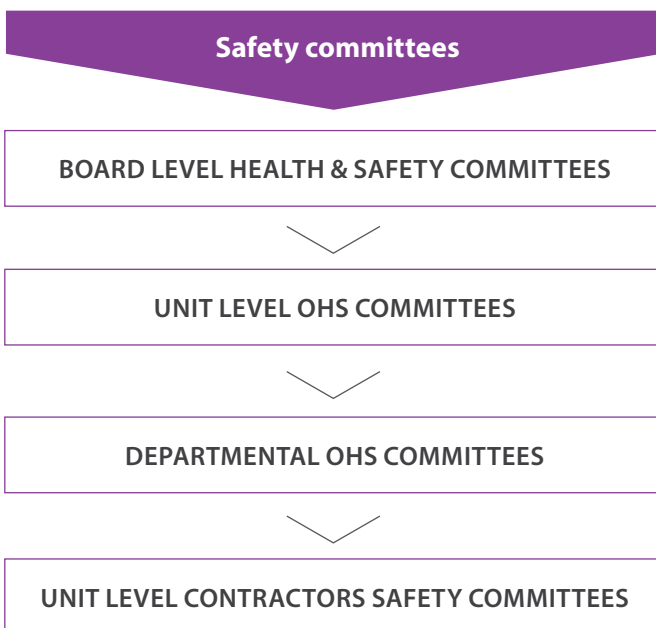 Safety committees
BOARD LEVEL HEALTH & SAFETY COMMITTEES
UNIT LEVEL OHS COMMITTEES
DEPARTMENTAL OHS COMMITTEES
UNIT LEVEL CONTRACTORS SAFETY COMMITTEES